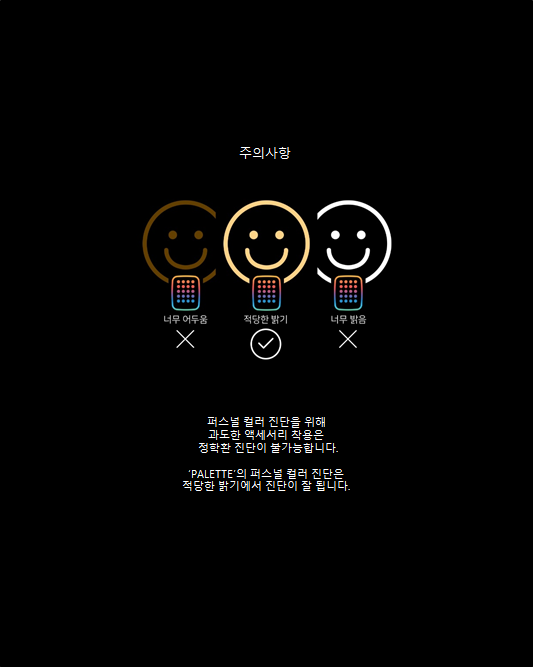 주의사항
너무 어두움
적당한 밝기
너무 밝음
퍼스널 컬러 진단을 위해
과도한 액세서리 착용은
정학환 진단이 불가능합니다.
'PALETTE'의 퍼스널 컬러 진단은
적당한 밝기에서 진단이 잘 됩니다.